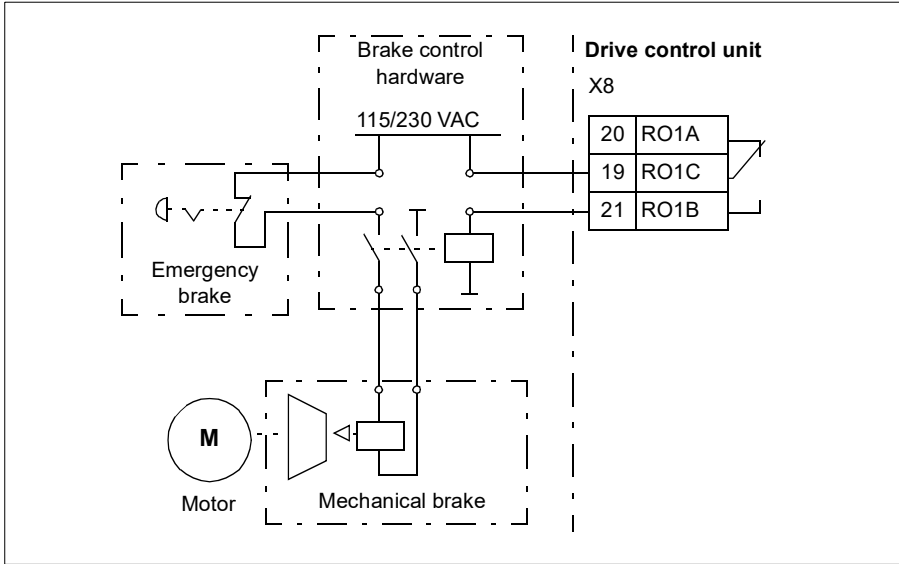 Brake control
hardware
Drive control unit
X8
115/230 VAC
20 RO1A
19 RO1C
21 RO1B
Emergency
brake
M
Motor
Mechanical brake